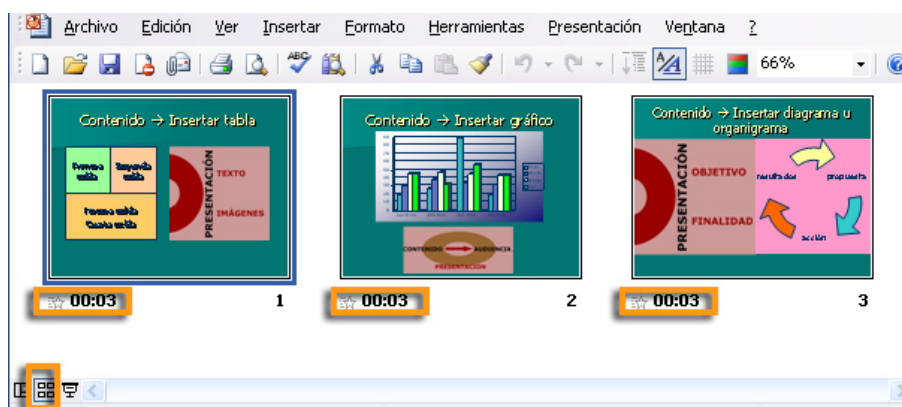 Archivo Edición Ver Insertar Formato Herramientas Presentación Ventana ?
ABC 66%
Contenido → Insertar tabla
TEXTO
IMÁGENES
PRESENTACIÓN
Contenido → Insertar gráfico
CONTENIDO AUDIENCIA
PRESENTACIÓN
Contenido → Insertar diagrama u
organigrama
OBJETIVO
FINALIDAD
PRESENTACIÓN
resultados propuesta
acción
00:03 1
00:03 2
00:03 3